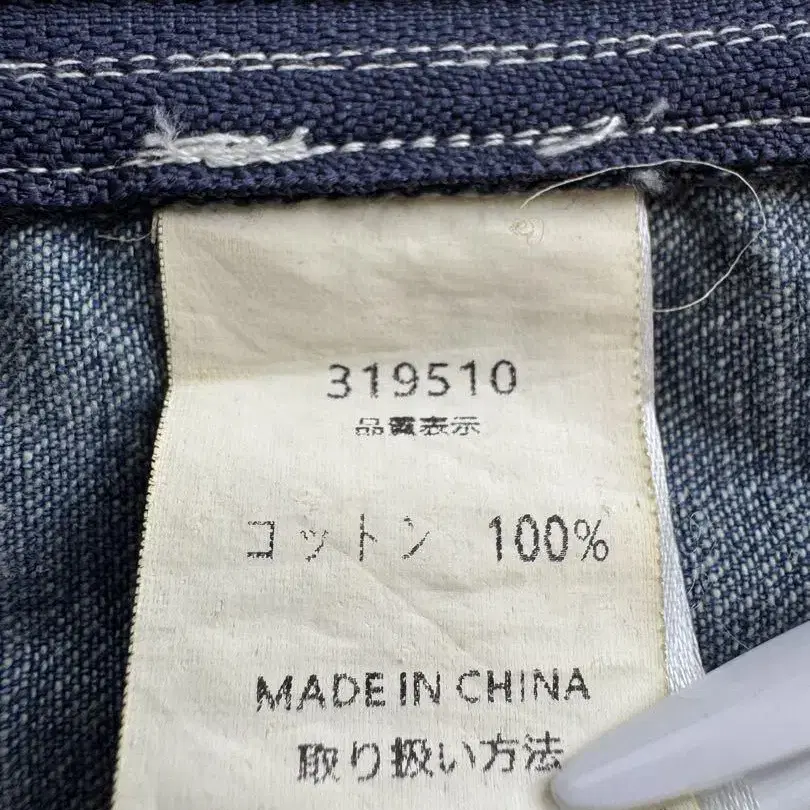 319510
品質表示
コットン 100%
MADE IN CHINA
取り扱い方法